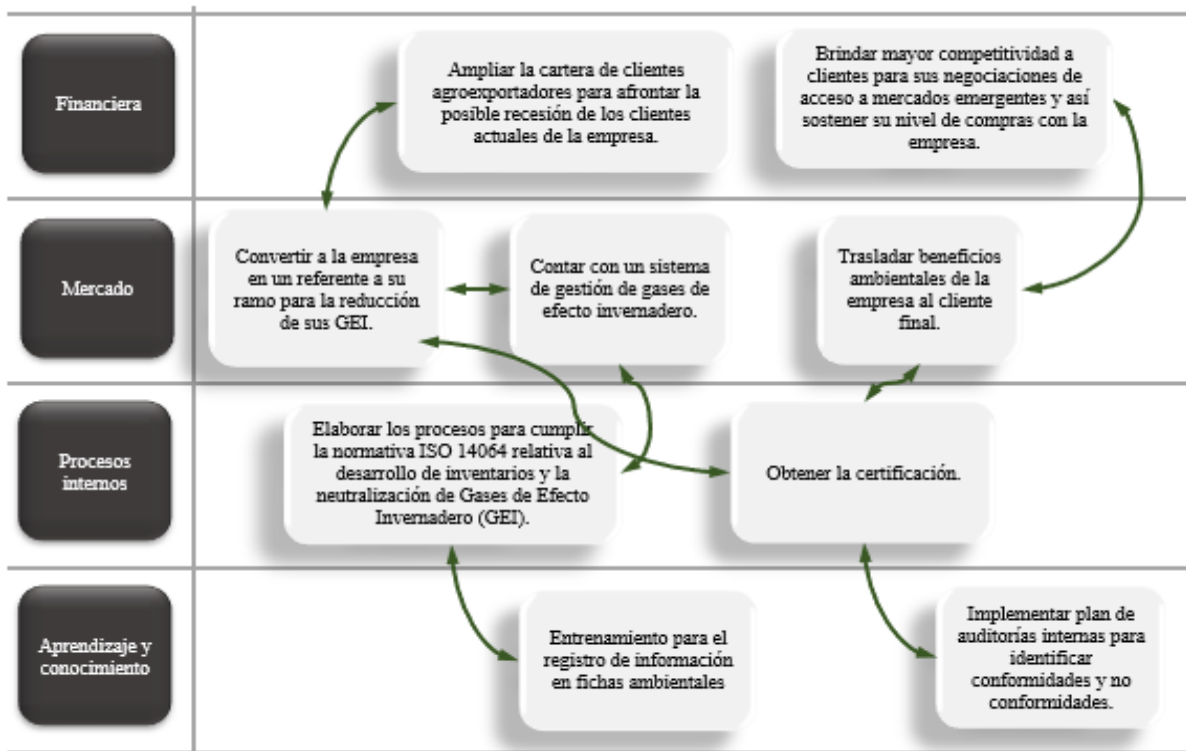 Financiera
Ampliar la cartera de clientes
agroexportadores para afrontar la
posible recesión de los clientes
actuales de la empresa.
Brindar mayor competitividad a
clientes para sus negociaciones de
acceso a mercados emergentes y así
sostener su nivel de compras con la
empresa.
Mercado
Convertir a la empresa
en un referente a su
ramo para la reducción
de sus GEI.
Contar con un sistema
de gestión de gases de
efecto invernadero.
Trasladar beneficios
ambientales de la
empresa al cliente
final.
Procesos
internos
Elaborar los procesos para cumplir
la normativa ISO 14064 relativa al
desarrollo de inventarios y la
neutralización de Gases de Efecto
Invernadero (GEI).
Obtener la certificación.
Aprendizaje y
conocimiento
Entrenamiento para el
registro de información
en fichas ambientales
Implementar plan de
auditorías internas para
identificar
conformidades y no
conformidades.